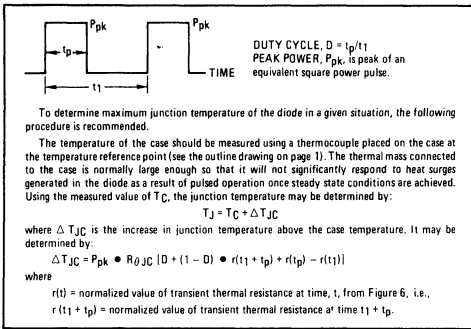 Ppk
Ppk
tp
t1
TIME
DUTY CYCLE, D = tp/t1
PEAK POWER, Ppk, is peak of an
equivalent square power pulse.
To determine maximum junction temperature of the diode in a given situation, the following
procedure is recommended.
The temperature of the case should be measured using a thermocouple placed on the case at
the temperature reference point (see the outline drawing on page 1). The thermal mass connected
to the case is normally large enough so that it will not significantly respond to heat surges
generated in the diode as a result of pulsed operation once steady state conditions are achieved.
Using the measured value of TC, the junction temperature may be determined by:
TJ = TC + △TJC
where △ TJC is the increase in junction temperature above the case temperature. It may be
determined by:
△ TJC = Ppk ● RθJC [D + (1 − D) ● r(t1 + tp) + r(tp) − r(t1)]
where
r(t) = normalized value of transient thermal resistance at time, t, from Figure 6, i.e.,
r (t1 + tp) = normalized value of transient thermal resistance at time t1 + tp.